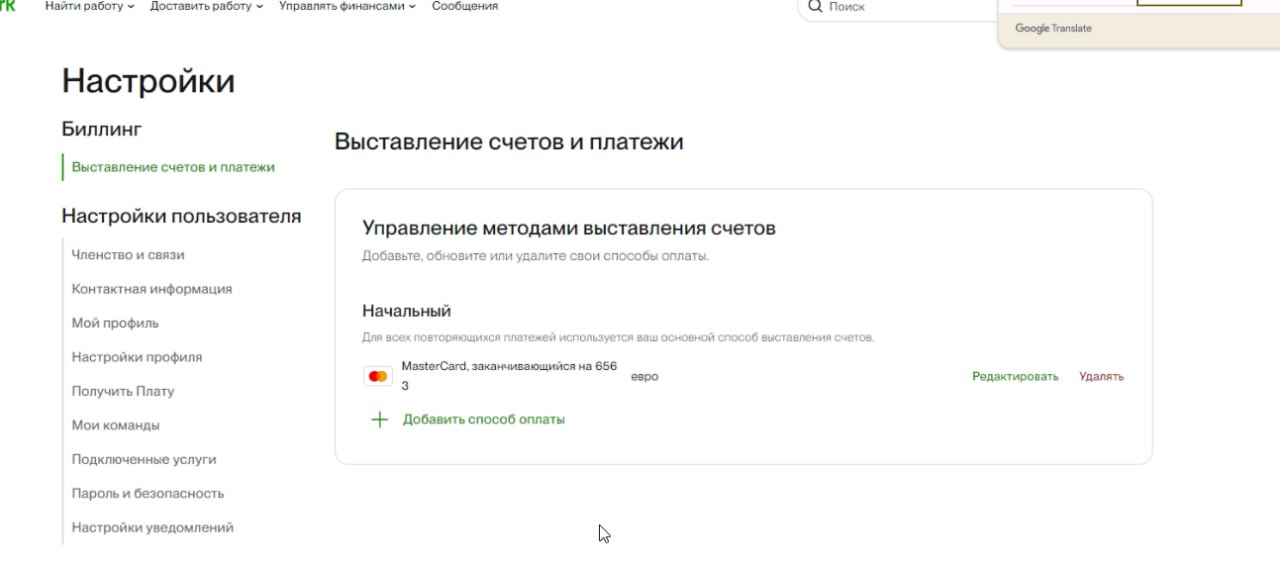 Найти работу Доставить работу Управлять финансами Сообщения Поиск
Google Translate
Настройки
Биллинг
Выставление счетов и платежи
Настройки пользователя
Членство и связи
Контактная информация
Мой профиль
Настройки профиля
Получить Плату
Мои команды
Подключенные услуги
Пароль и безопасность
Настройки уведомлений
Выставление счетов и платежи
Управление методами выставления счетов
Добавьте, обновите или удалите свои способы оплаты.
Начальный
Для всех повторяющихся платежей используется ваш основной способ выставления счетов.
MasterCard, заканчивающийся на 656
3
евро
Редактировать Удалять
Добавить способ оплаты